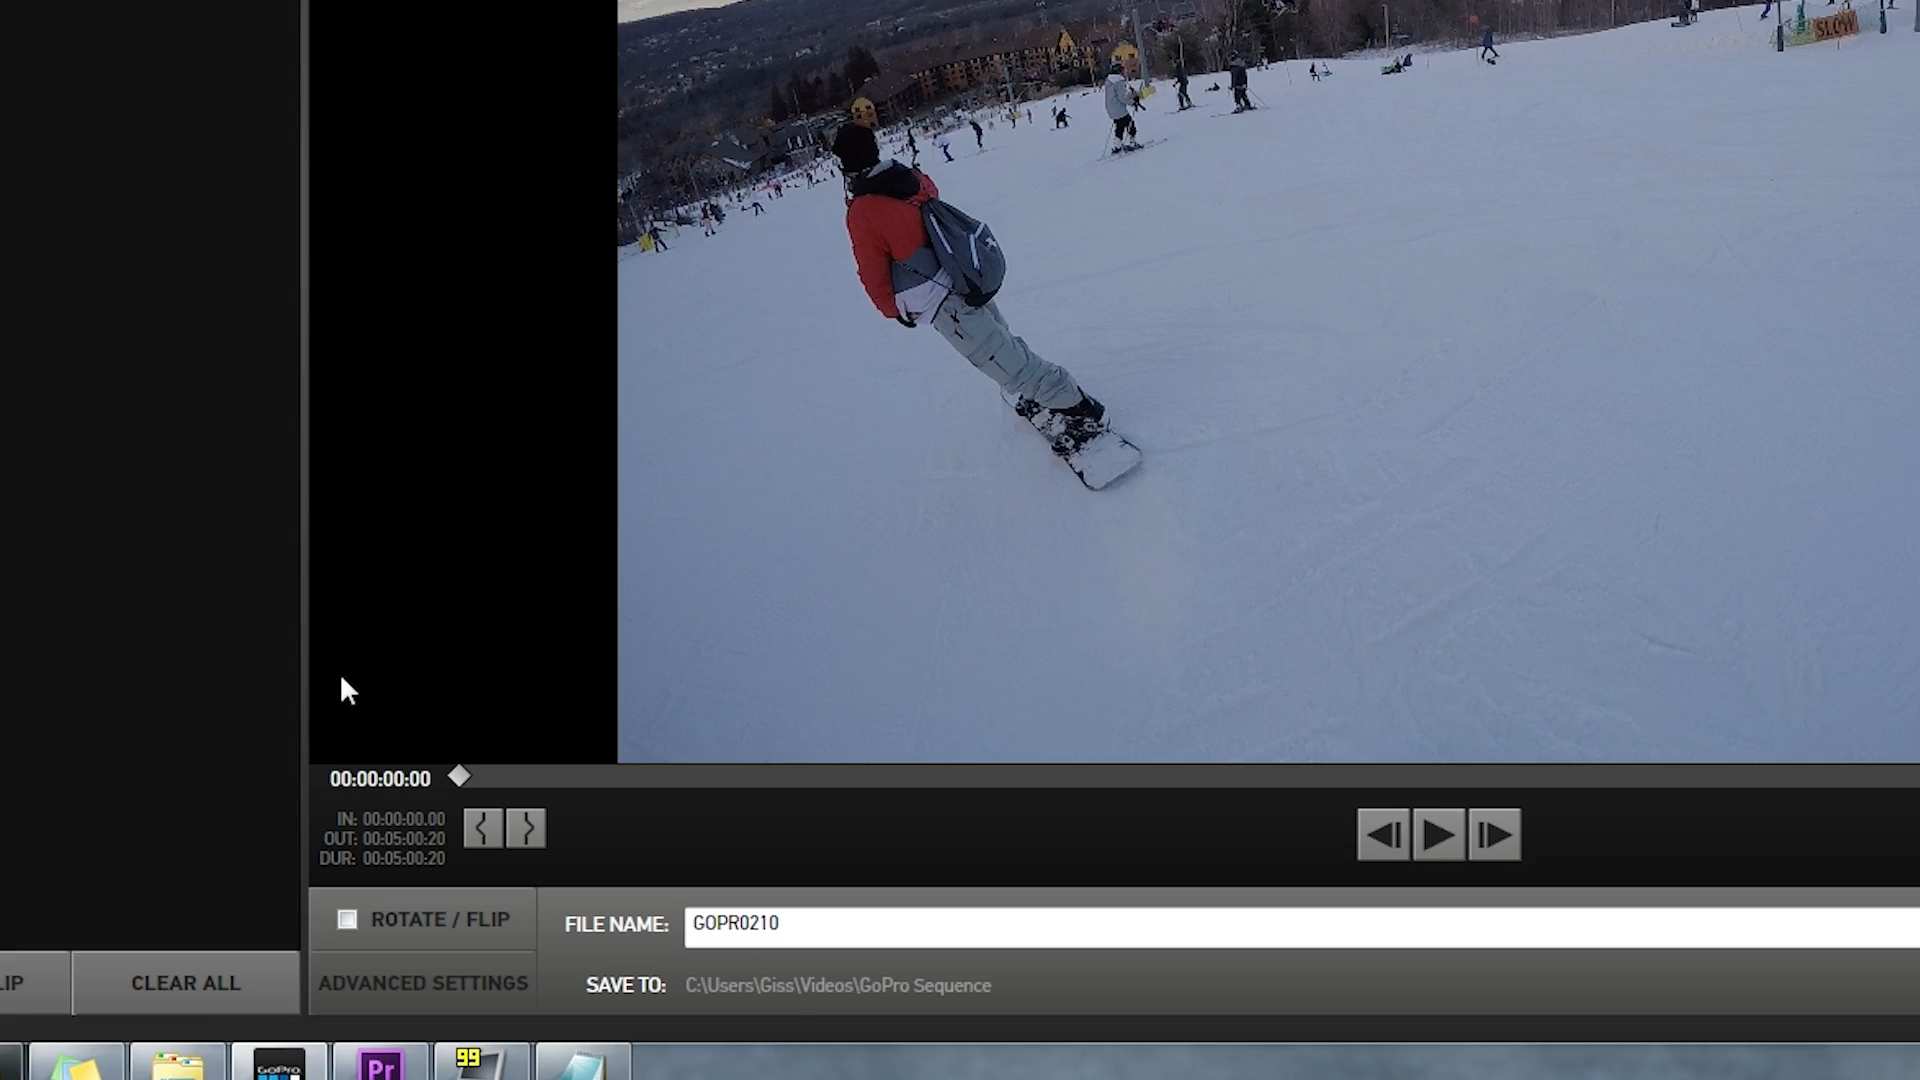 SLOW
00:00:00:00
IN: 00:00:00.00
OUT: 00:05:00:20
DUR: 00:05:00:20
ROTATE / FLIP
FILE NAME: GOPR0210
CLEAR ALL
ADVANCED SETTINGS
SAVE TO: C:\Users\Giss\Videos\GoPro Sequence
GoPro
Pr
99